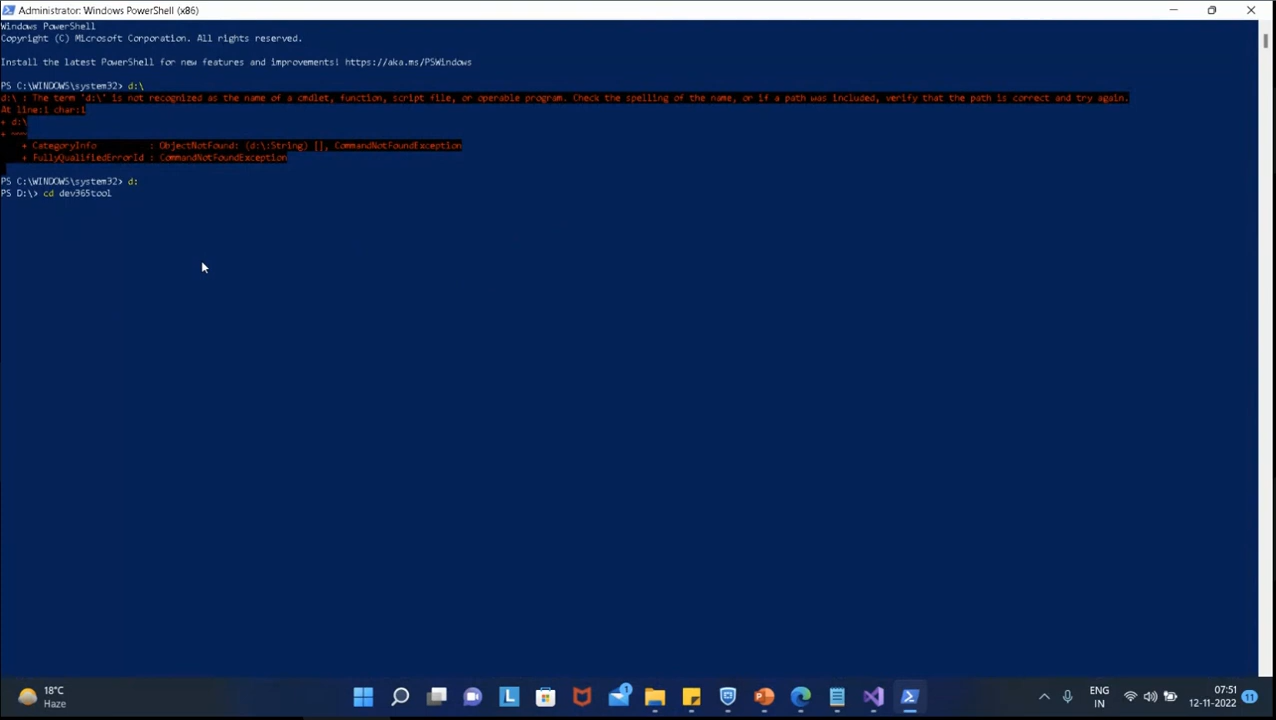 Administrator: Windows PowerShell (x86)
Windows PowerShell
Copyright (C) Microsoft Corporation. All rights reserved.
Install the latest PowerShell for new features and improvements! https://aka.ms/PSWindows
PS C:\WINDOWS\system32> d:\
d:\ : The term 'd:\' is not recognized as the name of a cmdlet, function, script file, or operable program. Check the spelling of the name, or if a path was included, verify that the path is correct and try again.
At line:1 char:1
+ d:\
+ ~~~
+ CategoryInfo : ObjectNotFound: (d:\:String) [], CommandNotFoundException
+ FullyQualifiedErrorId : CommandNotFoundException
PS C:\WINDOWS\system32> d:
PS D:\> cd dev365tool
18°C
Haze
L
1
ENG
IN
07:51
12-11-2022
11